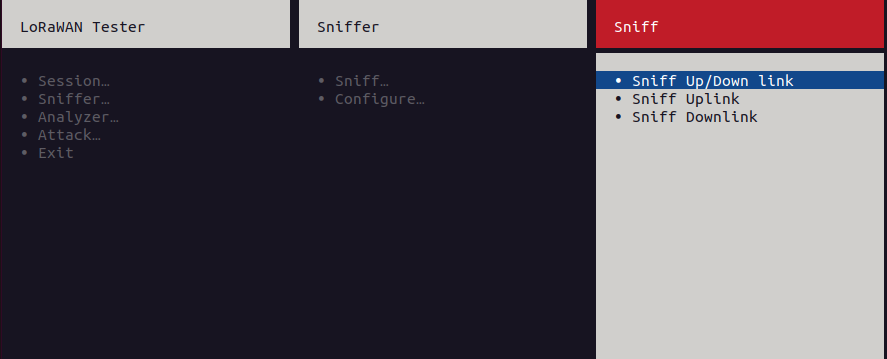 LoRaWAN Tester
• Session…
• Sniffer…
• Analyzer…
• Attack…
• Exit
Sniffer
• Sniff…
• Configure…
Sniff
• Sniff Up/Down link
• Sniff Uplink
• Sniff Downlink